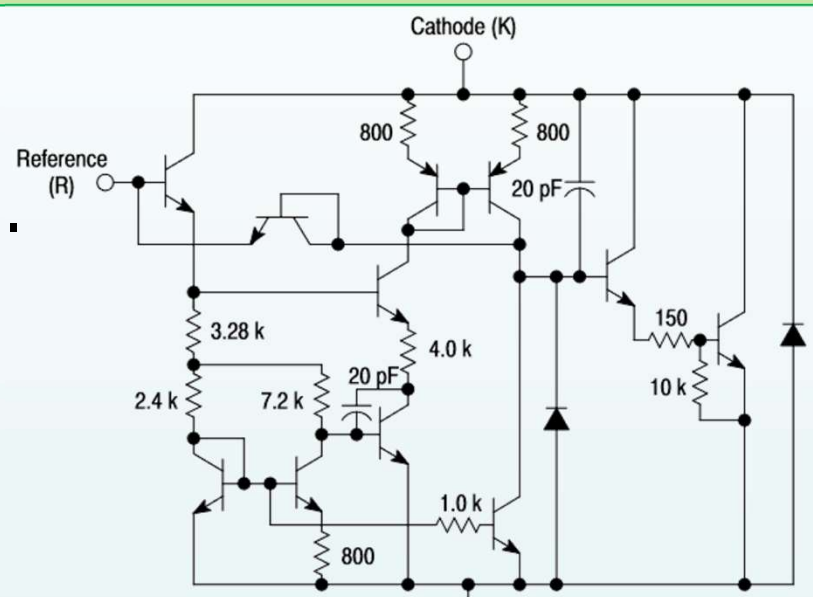 Cathode (K)
800
800
Reference
(R)
20 pF
3.28 k
150
4.0 k
20 pF
2.4 k
7.2 k
10 k
1.0 k
800